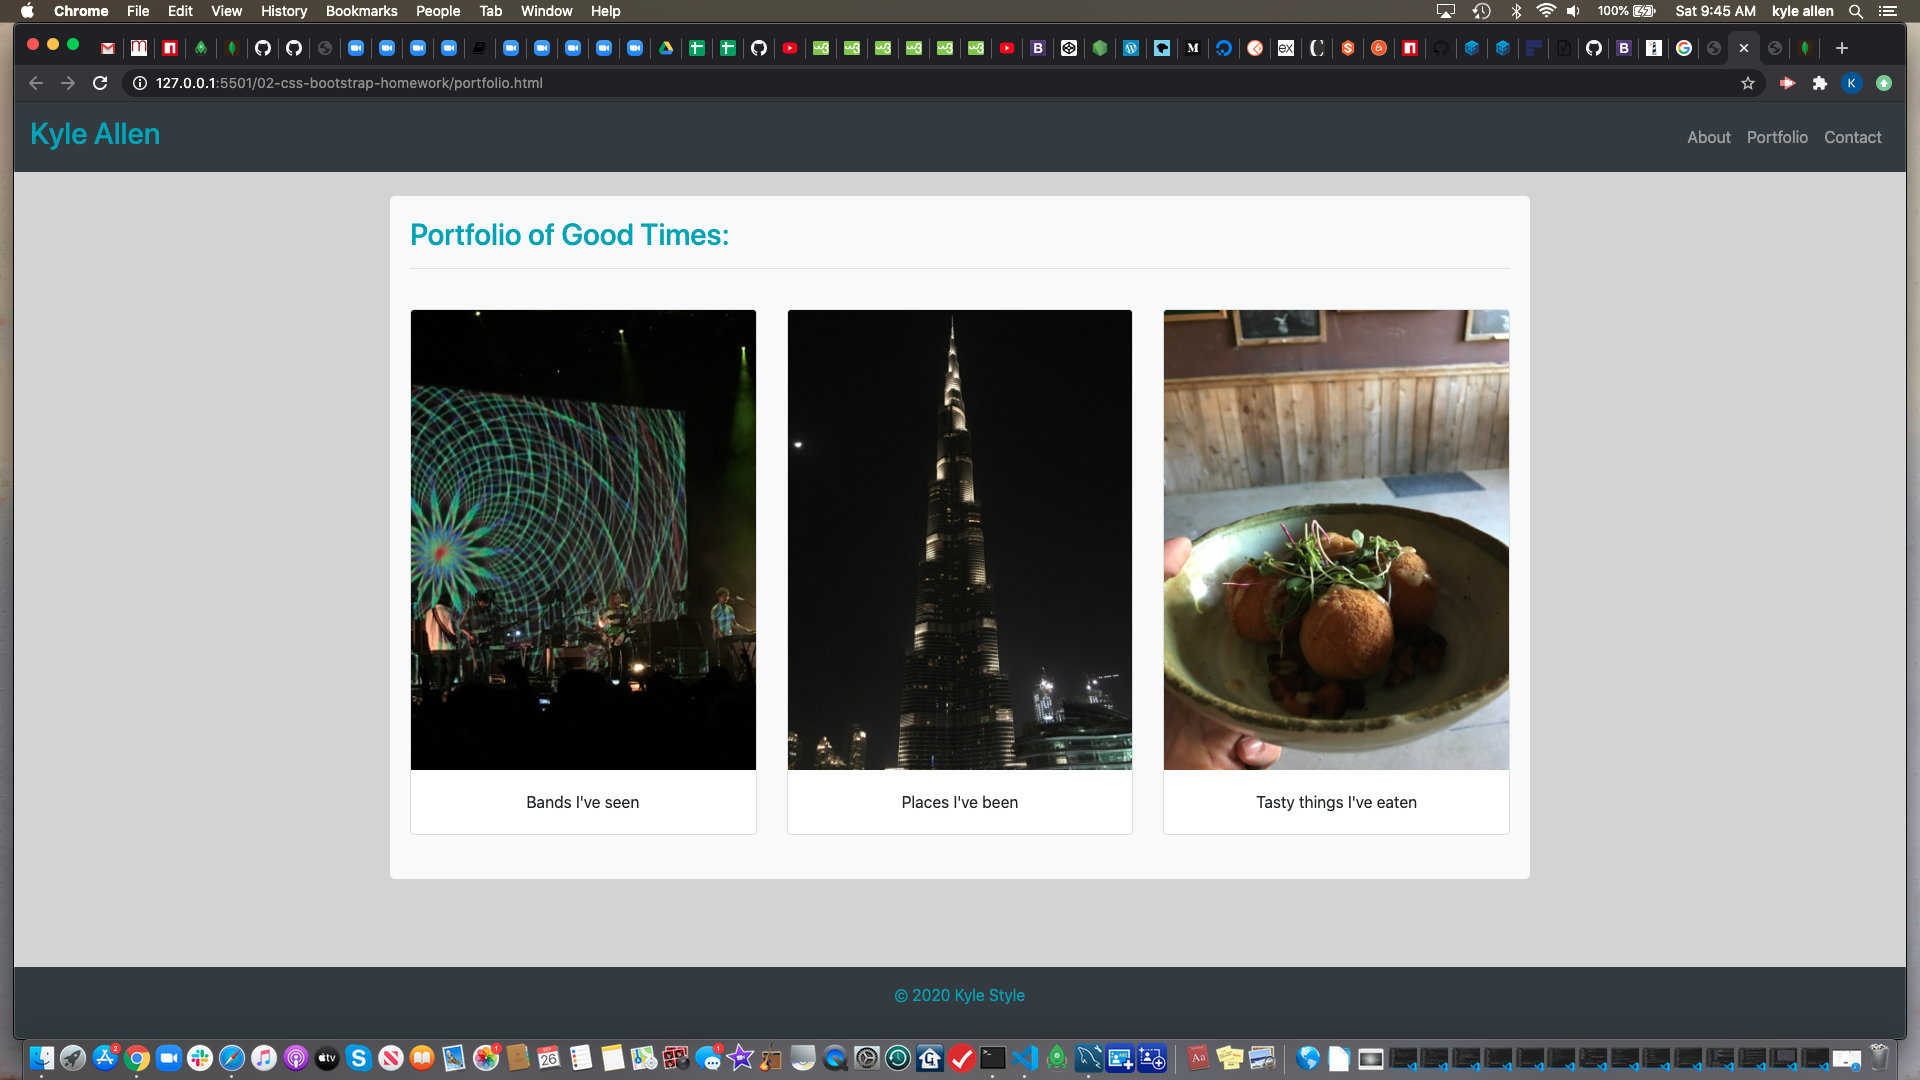 Chrome File Edit View History Bookmarks People Tab Window Help 100% Sat 9:45 AM kyle allen
127.0.0.1:5501/02-css-bootstrap-homework/portfolio.html
Kyle Allen
About Portfolio Contact
Portfolio of Good Times:
Bands I've seen
Places I've been
Tasty things I've eaten
© 2020 Kyle Style